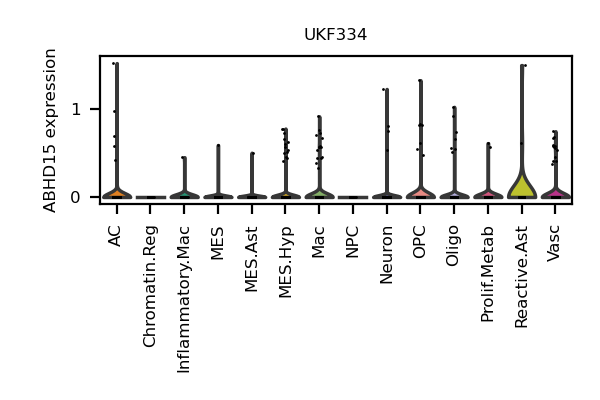 UKF334
ABHD15 expression
1
0
AC
Chromatin.Reg
Inflammatory.Mac
MES
MES.Ast
MES.Hyp
Mac
NPC
Neuron
OPC
Oligo
Prolif.Metab
Reactive.Ast
Vasc